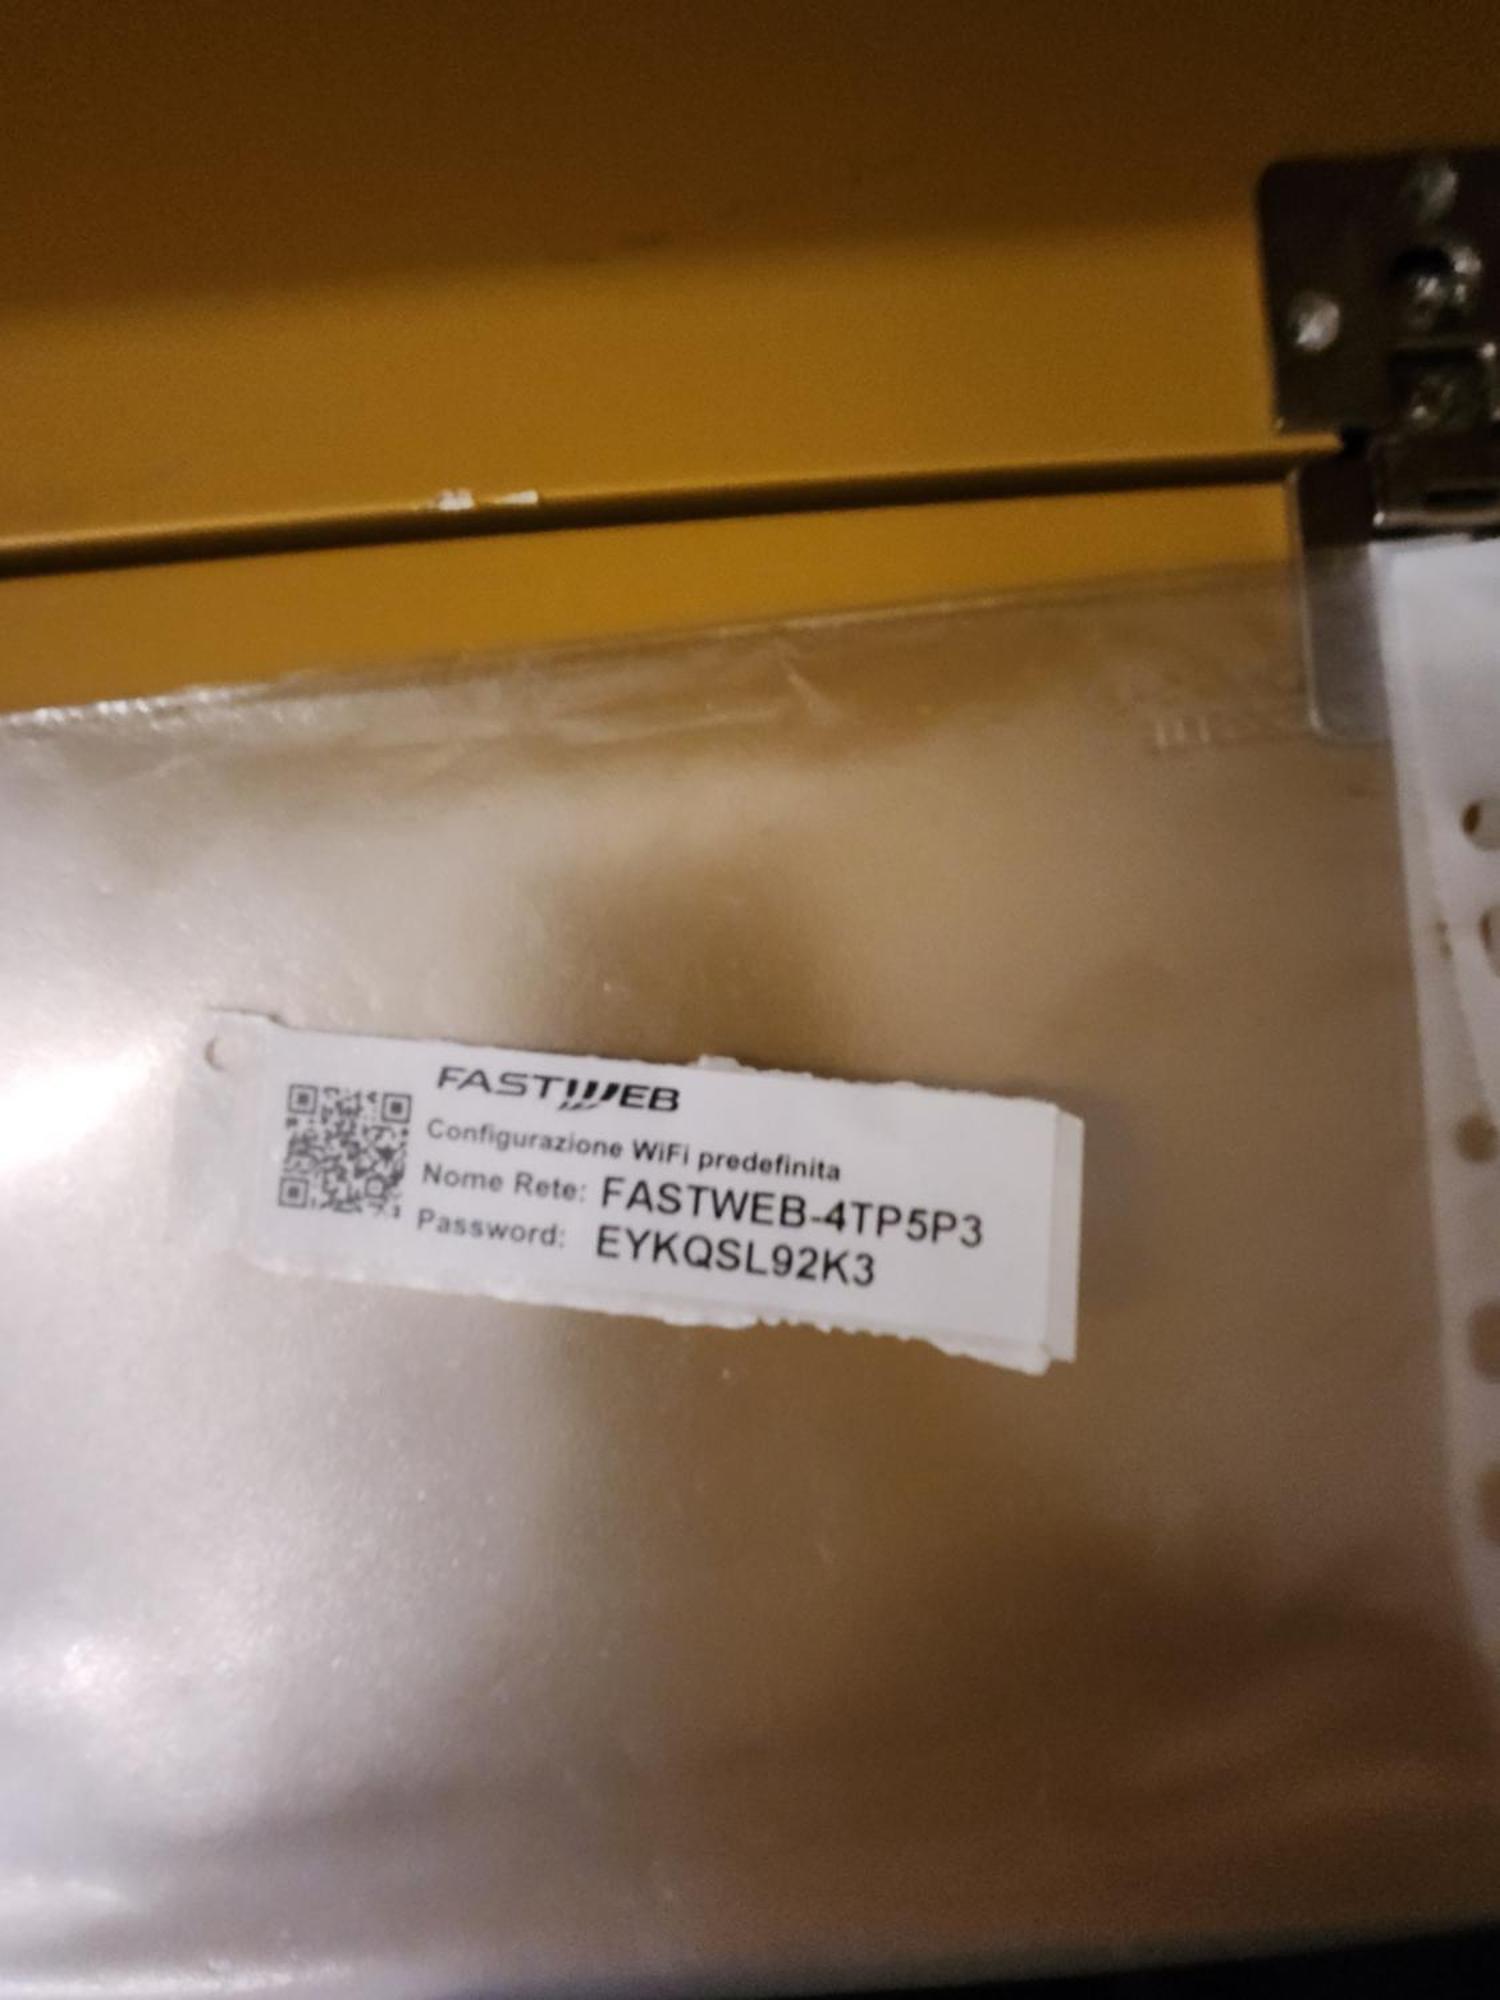 FASTWEB
Configurazione WiFi predefinita
Nome Rete: FASTWEB-4TP5P3
Password: EYKQSL92K3